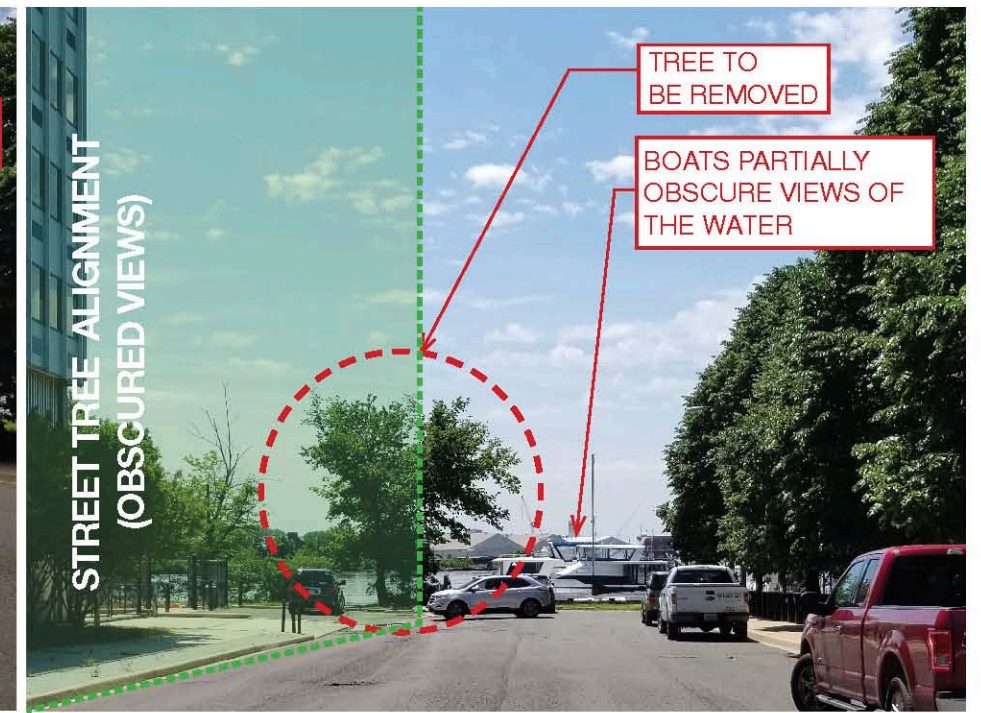 TREE TO
BE REMOVED
BOATS PARTIALLY
OBSCURE VIEWS OF
THE WATER
STREET TREE ALIGNMENT
(OBSCURED VIEWS)